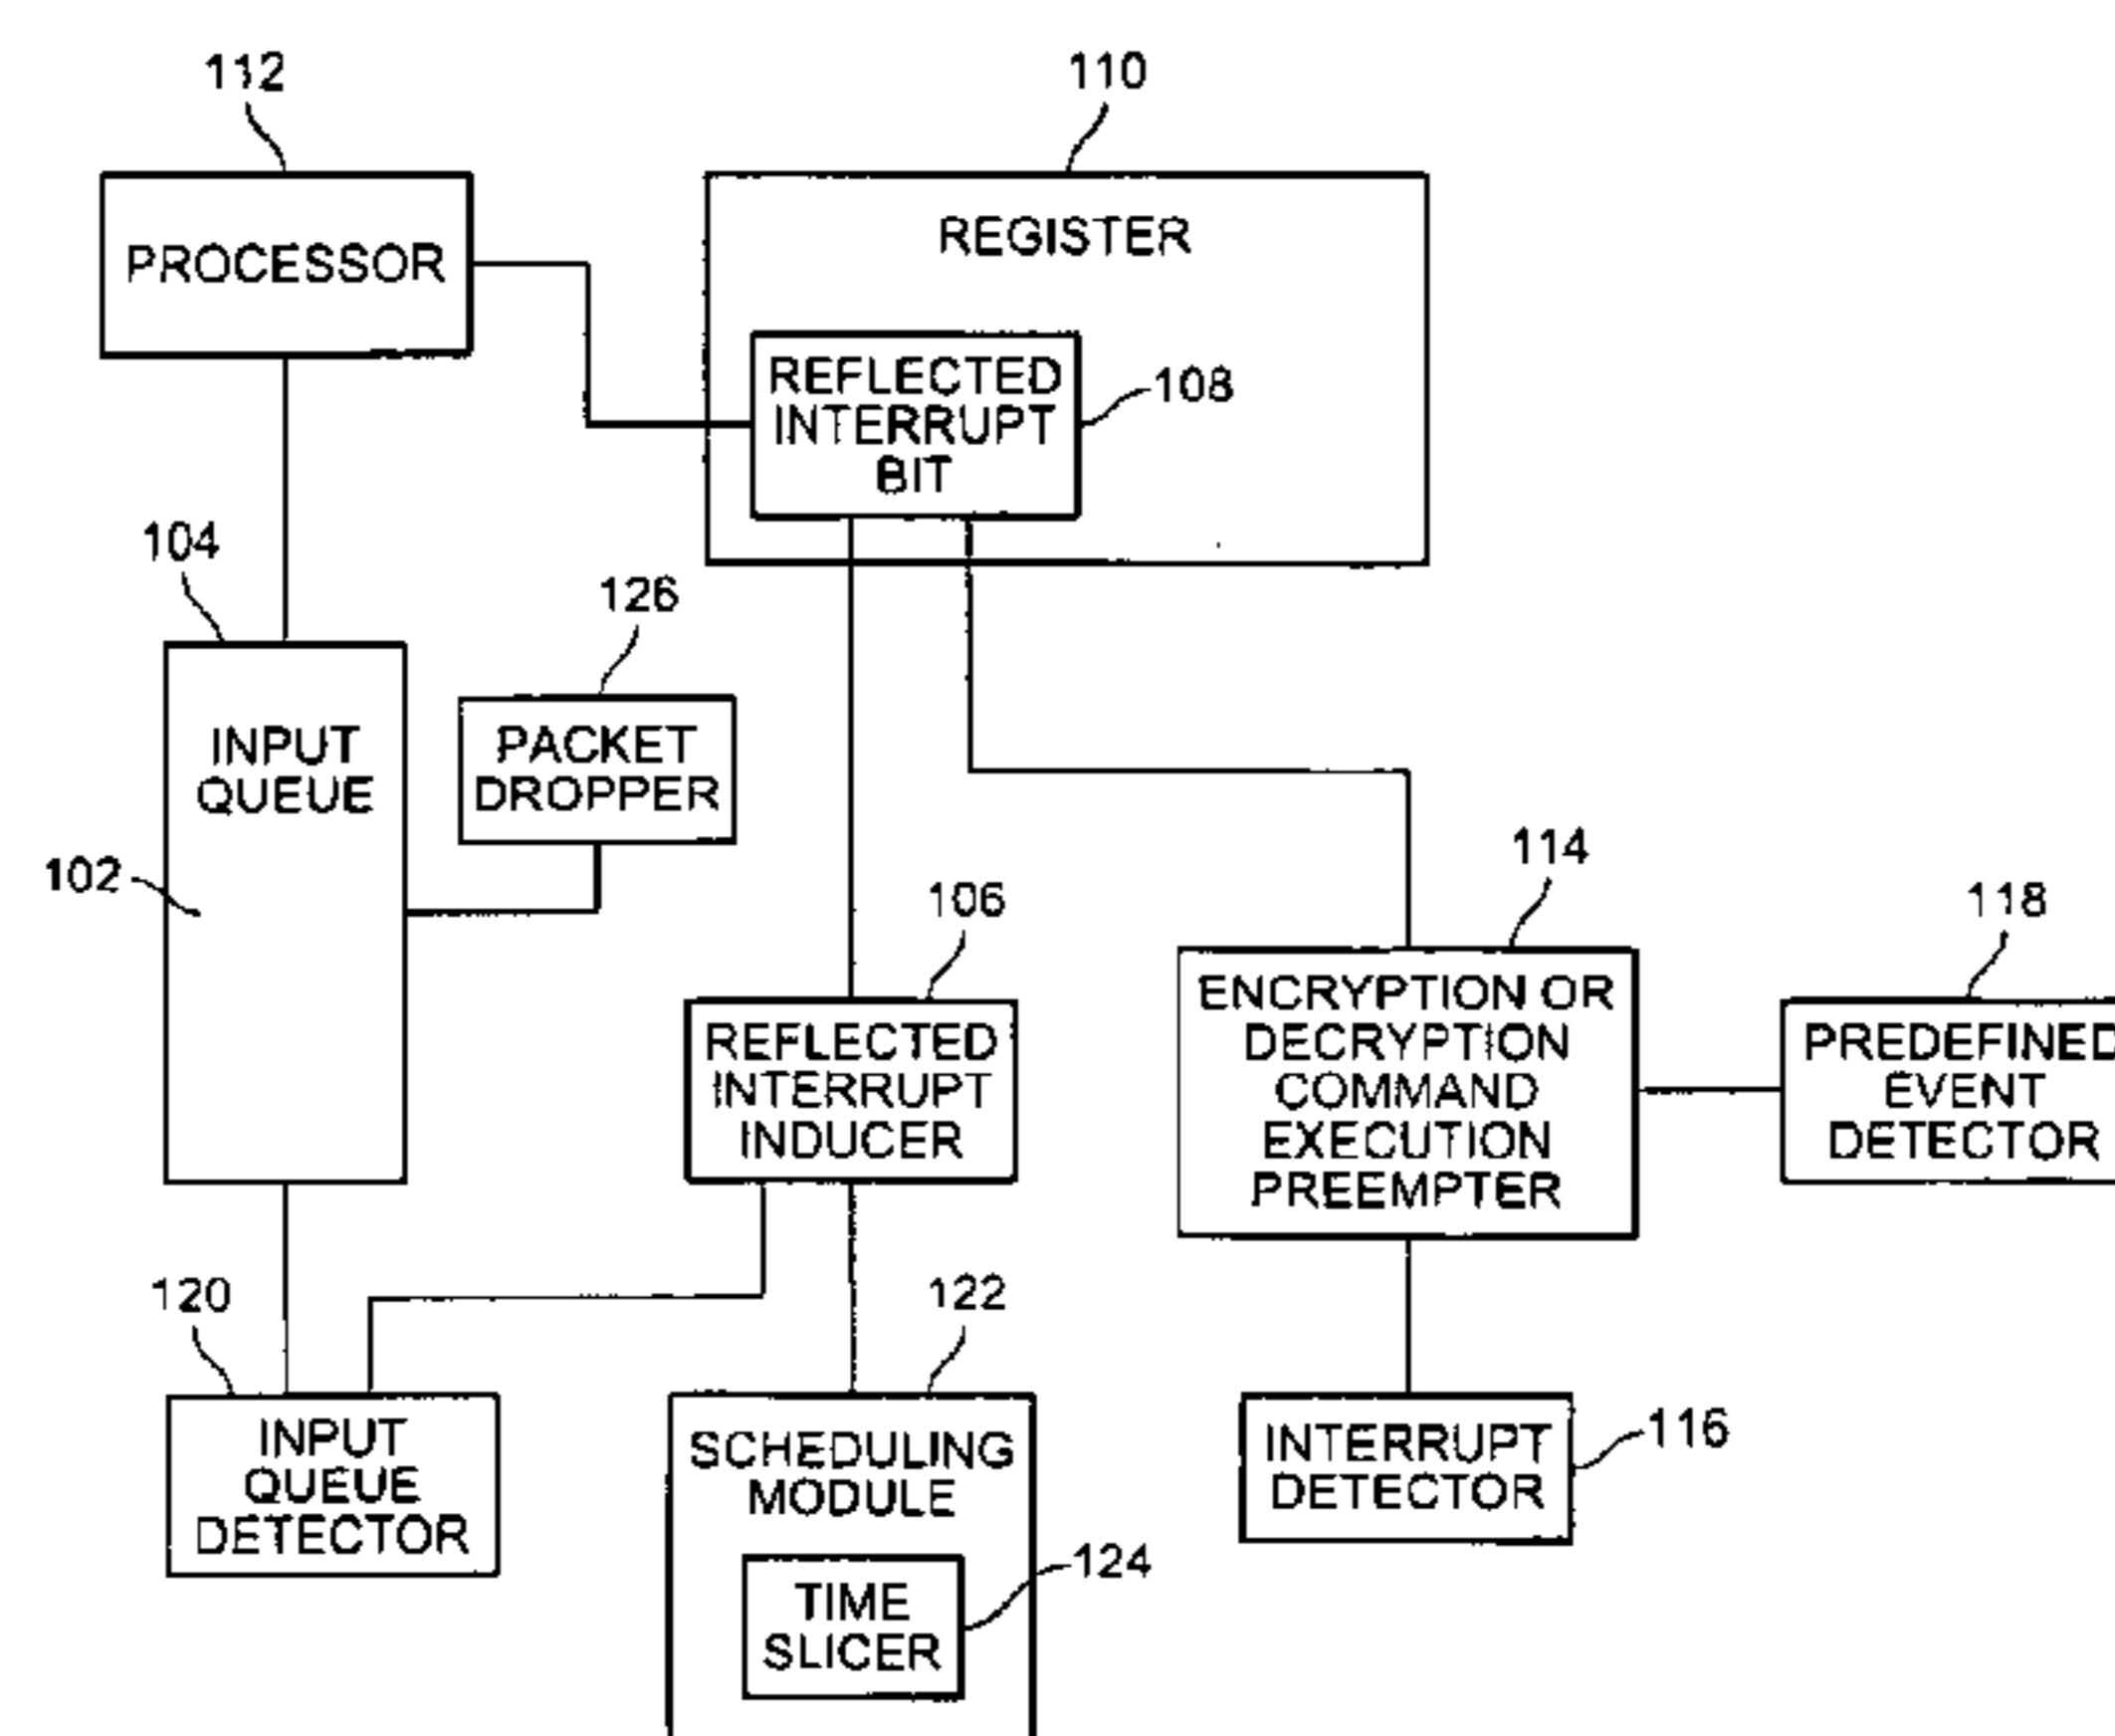 112
110
PROCESSOR
REGISTER
REFLECTED
INTERRUPT
BIT
108
104
126
INPUT
QUEUE
PACKET
DROPPER
102
106
114
118
REFLECTED
INTERRUPT
INDUCER
ENCRYPTION OR
DECRYPTION
COMMAND
EXECUTION
PREEMPTER
PREDEFINED
EVENT
DETECTOR
120
122
INPUT
QUEUE
DETECTOR
SCHEDULING
MODULE
INTERRUPT
DETECTOR
116
TIME
SLICER
124